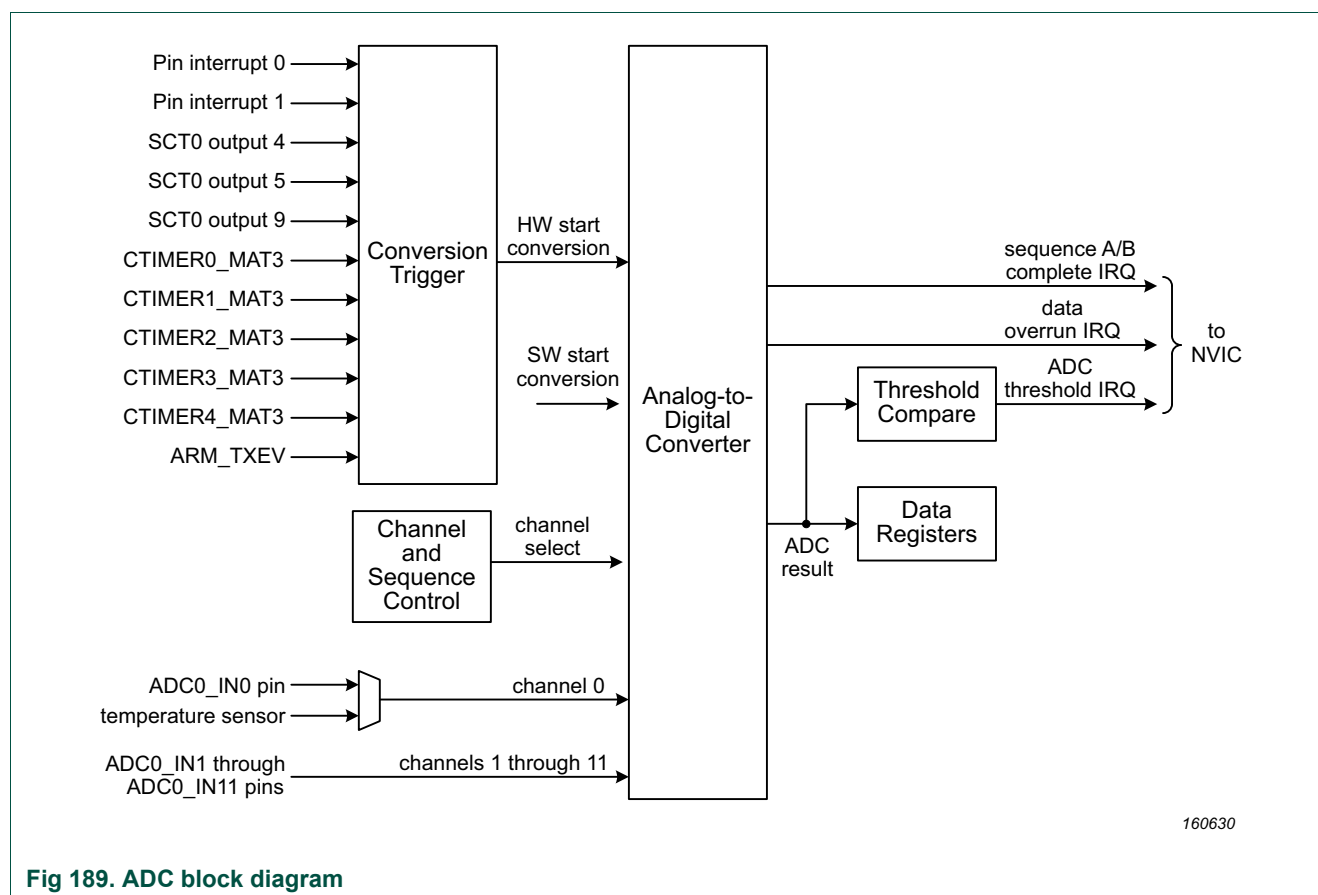 Pin interrupt 0
Pin interrupt 1
SCT0 output 4
SCT0 output 5
SCT0 output 9
CTIMER0_MAT3
CTIMER1_MAT3
CTIMER2_MAT3
CTIMER3_MAT3
CTIMER4_MAT3
ARM_TXEV
Conversion
Trigger
HW start
conversion
SW start
conversion
Channel
and
Sequence
Control
channel
select
ADC0_IN0 pin
temperature sensor
channel 0
ADC0_IN1 through
ADC0_IN11 pins
channels 1 through 11
Analog-to-
Digital
Converter
sequence A/B
complete IRQ
data
overrun IRQ
ADC
threshold IRQ
to
NVIC
Threshold
Compare
Data
Registers
ADC
result
160630
Fig 189. ADC block diagram